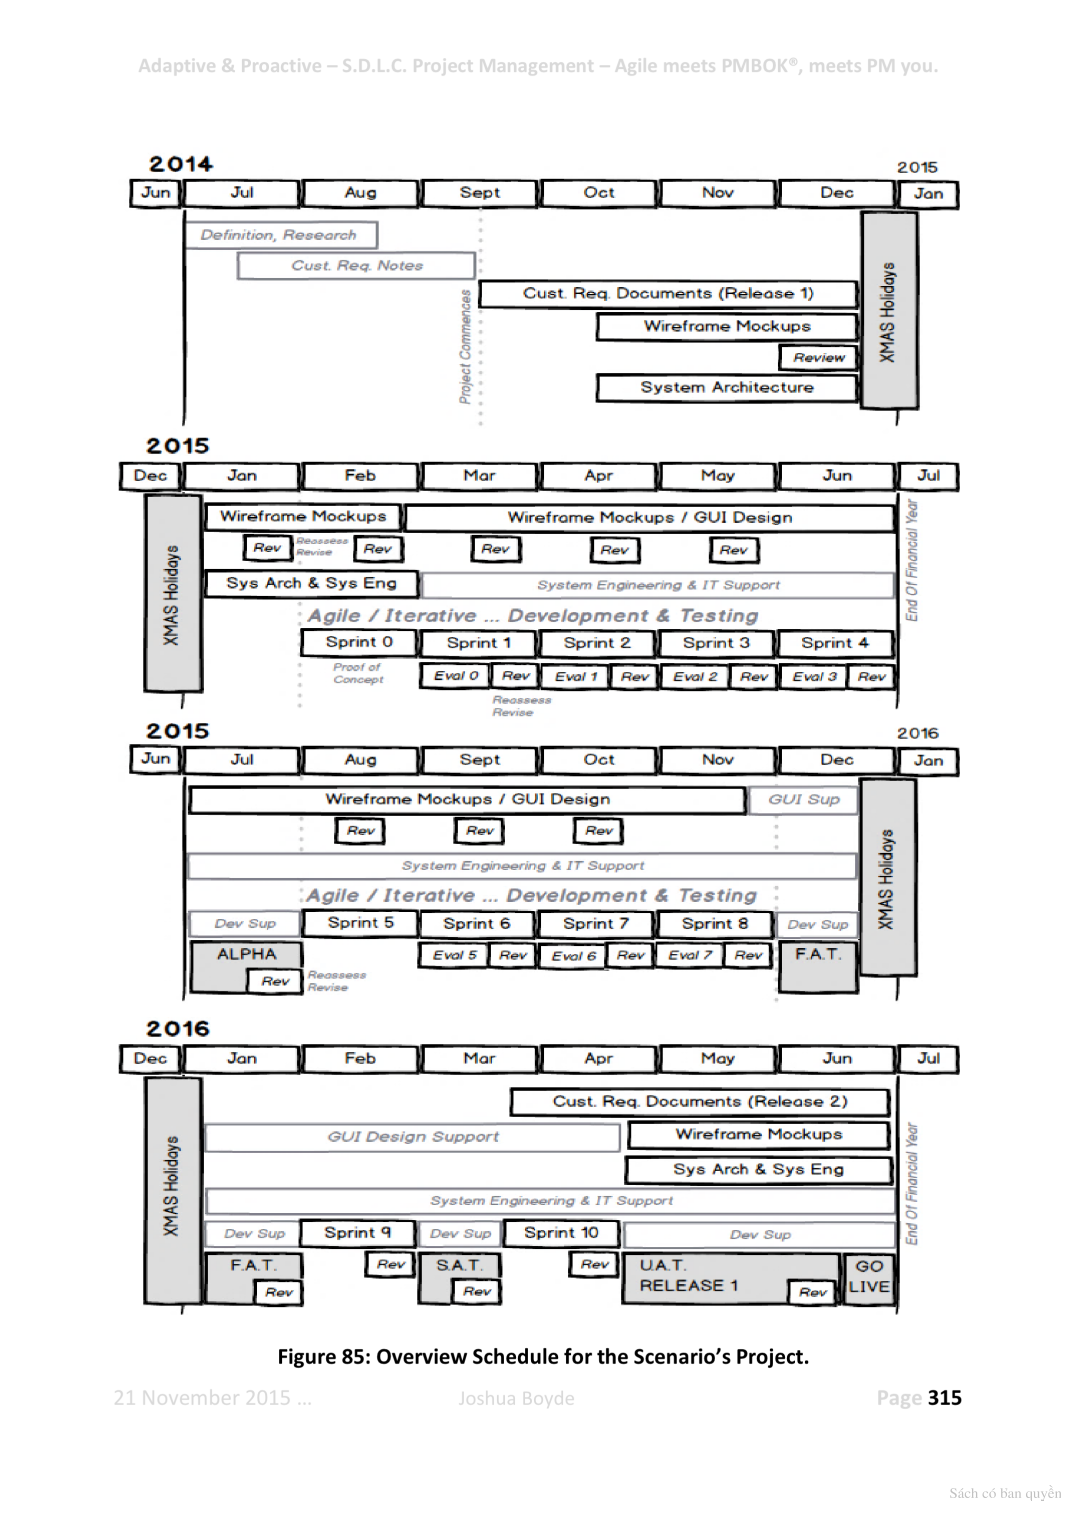 Adaptive & Proactive – S.D.L.C. Project Management – Agile meets PMBOK®, meets PM you.
2014 2015
Jun Jul Aug Sept Oct Nov Dec Jan
Definition, Research
Cust. Req. Notes
Cust. Req. Documents (Release 1)
Wireframe Mockups
Review
System Architecture
Project Commences
XMAS Holidays
2015
Dec Jan Feb Mar Apr May Jun Jul
Wireframe Mockups Wireframe Mockups / GUI Design
Rev Reassess Rev Rev Rev Rev
Revise
Sys Arch & Sys Eng System Engineering & IT Support
Agile / Iterative ... Development & Testing
Sprint 0 Sprint 1 Sprint 2 Sprint 3 Sprint 4
Proof of Eval 0 Rev Eval 1 Rev Eval 2 Rev Eval 3 Rev
Concept
Reassess
Revise
XMAS Holidays
End Of Financial Year
2015 2016
Jun Jul Aug Sept Oct Nov Dec Jan
Wireframe Mockups / GUI Design GUI Sup
Rev Rev Rev
System Engineering & IT Support
Agile / Iterative ... Development & Testing
Dev Sup Sprint 5 Sprint 6 Sprint 7 Sprint 8 Dev Sup
ALPHA Eval 5 Rev Eval 6 Rev Eval 7 Rev F.A.T.
Rev Reassess
Revise
XMAS Holidays
2016
Dec Jan Feb Mar Apr May Jun Jul
Cust. Req. Documents (Release 2)
GUI Design Support Wireframe Mockups
Sys Arch & Sys Eng
System Engineering & IT Support
Dev Sup Sprint 9 Dev Sup Sprint 10 Dev Sup
F.A.T. Rev S.A.T. Rev U.A.T. GO
Rev Rev RELEASE 1 Rev LIVE
XMAS Holidays
End Of Financial Year
Figure 85: Overview Schedule for the Scenario’s Project.
21 November 2015 ... Joshua Boyde Page 315
Sách có bản quyền